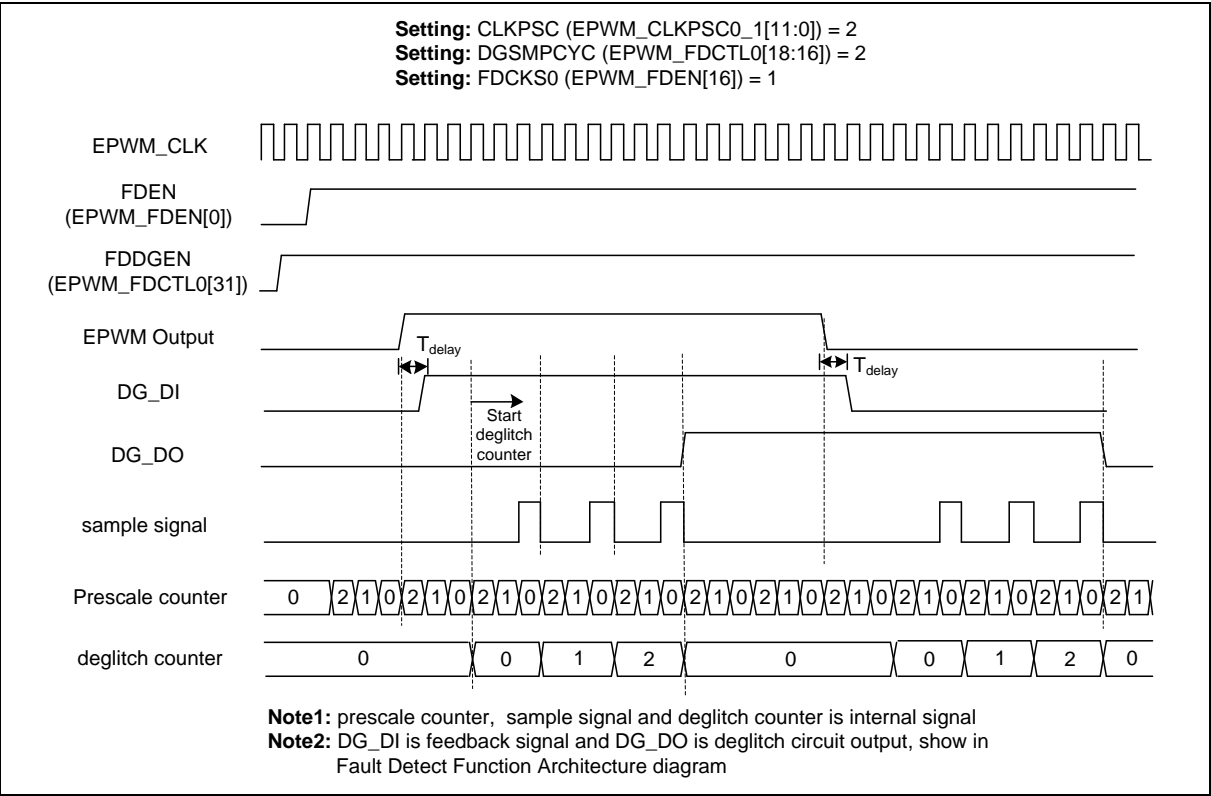 Setting: CLKPSC (EPWM_CLKPSC0_1[11:0]) = 2
Setting: DGSMPCYC (EPWM_FDCTL0[18:16]) = 2
Setting: FDCKS0 (EPWM_FDEN[16]) = 1
EPWM_CLK
FDEN
(EPWM_FDEN[0])
FDDGEN
(EPWM_FDCTL0[31])
EPWM Output
Tdelay
Tdelay
DG_DI
Start
deglitch
counter
DG_DO
sample signal
Prescale counter 0 2 1 0 2 1 0 2 1 0 2 1 0 2 1 0 2 1 0 2 1 0 2 1 0 2 1 0 2 1 0 2 1 0 2 1
deglitch counter 0 0 1 2 0 0 1 2 0
Note1: prescale counter, sample signal and deglitch counter is internal signal
Note2: DG_DI is feedback signal and DG_DO is deglitch circuit output, show in
Fault Detect Function Architecture diagram